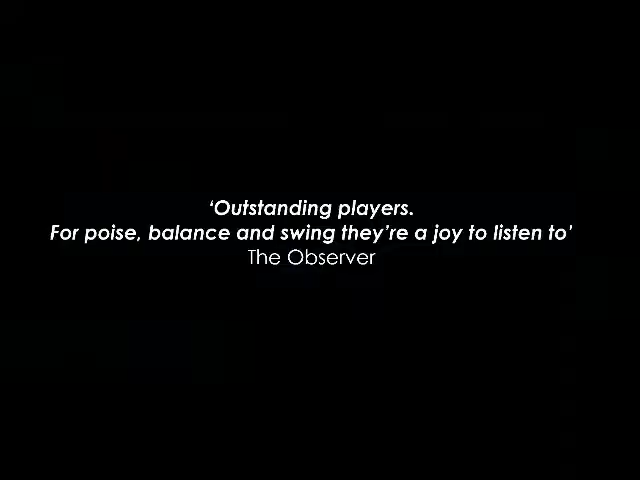 ‘Outstanding players.
For poise, balance and swing they’re a joy to listen to’
The Observer